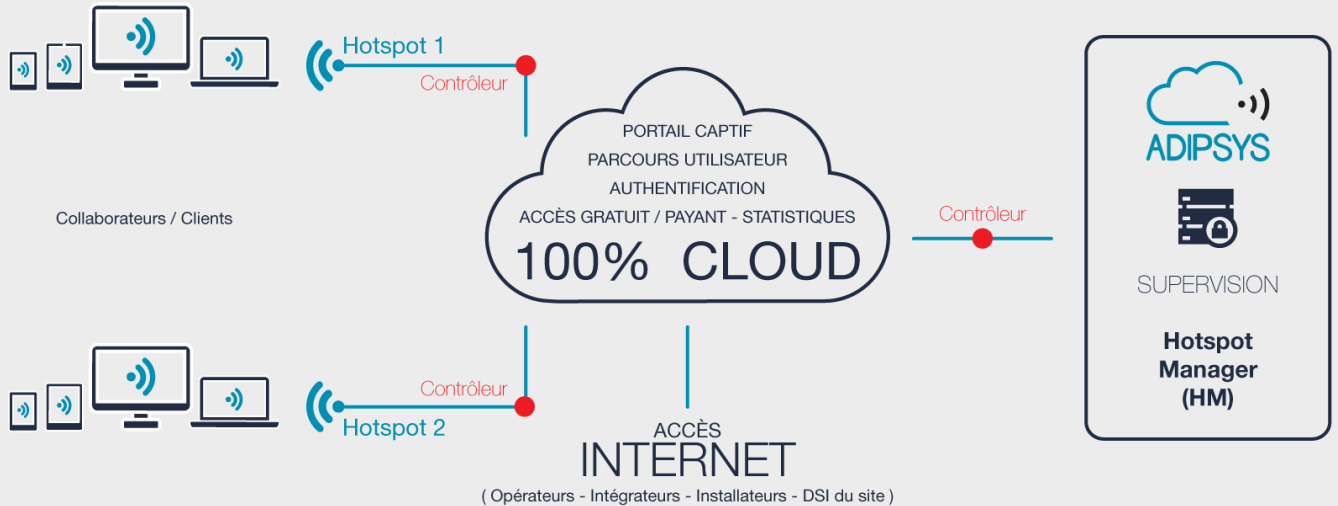 Hotspot 1
Contrôleur
Collaborateurs / Clients
PORTAIL CAPTIF
PARCOURS UTILISATEUR
AUTHENTIFICATION
ACCÈS GRATUIT / PAYANT - STATISTIQUES
100% CLOUD
Contrôleur
ADIPSYS
SUPERVISION
Hotspot
Manager
(HM)
Contrôleur
Hotspot 2
ACCÈS
INTERNET
( Opérateurs - Intégrateurs - Installateurs - DSI du site )